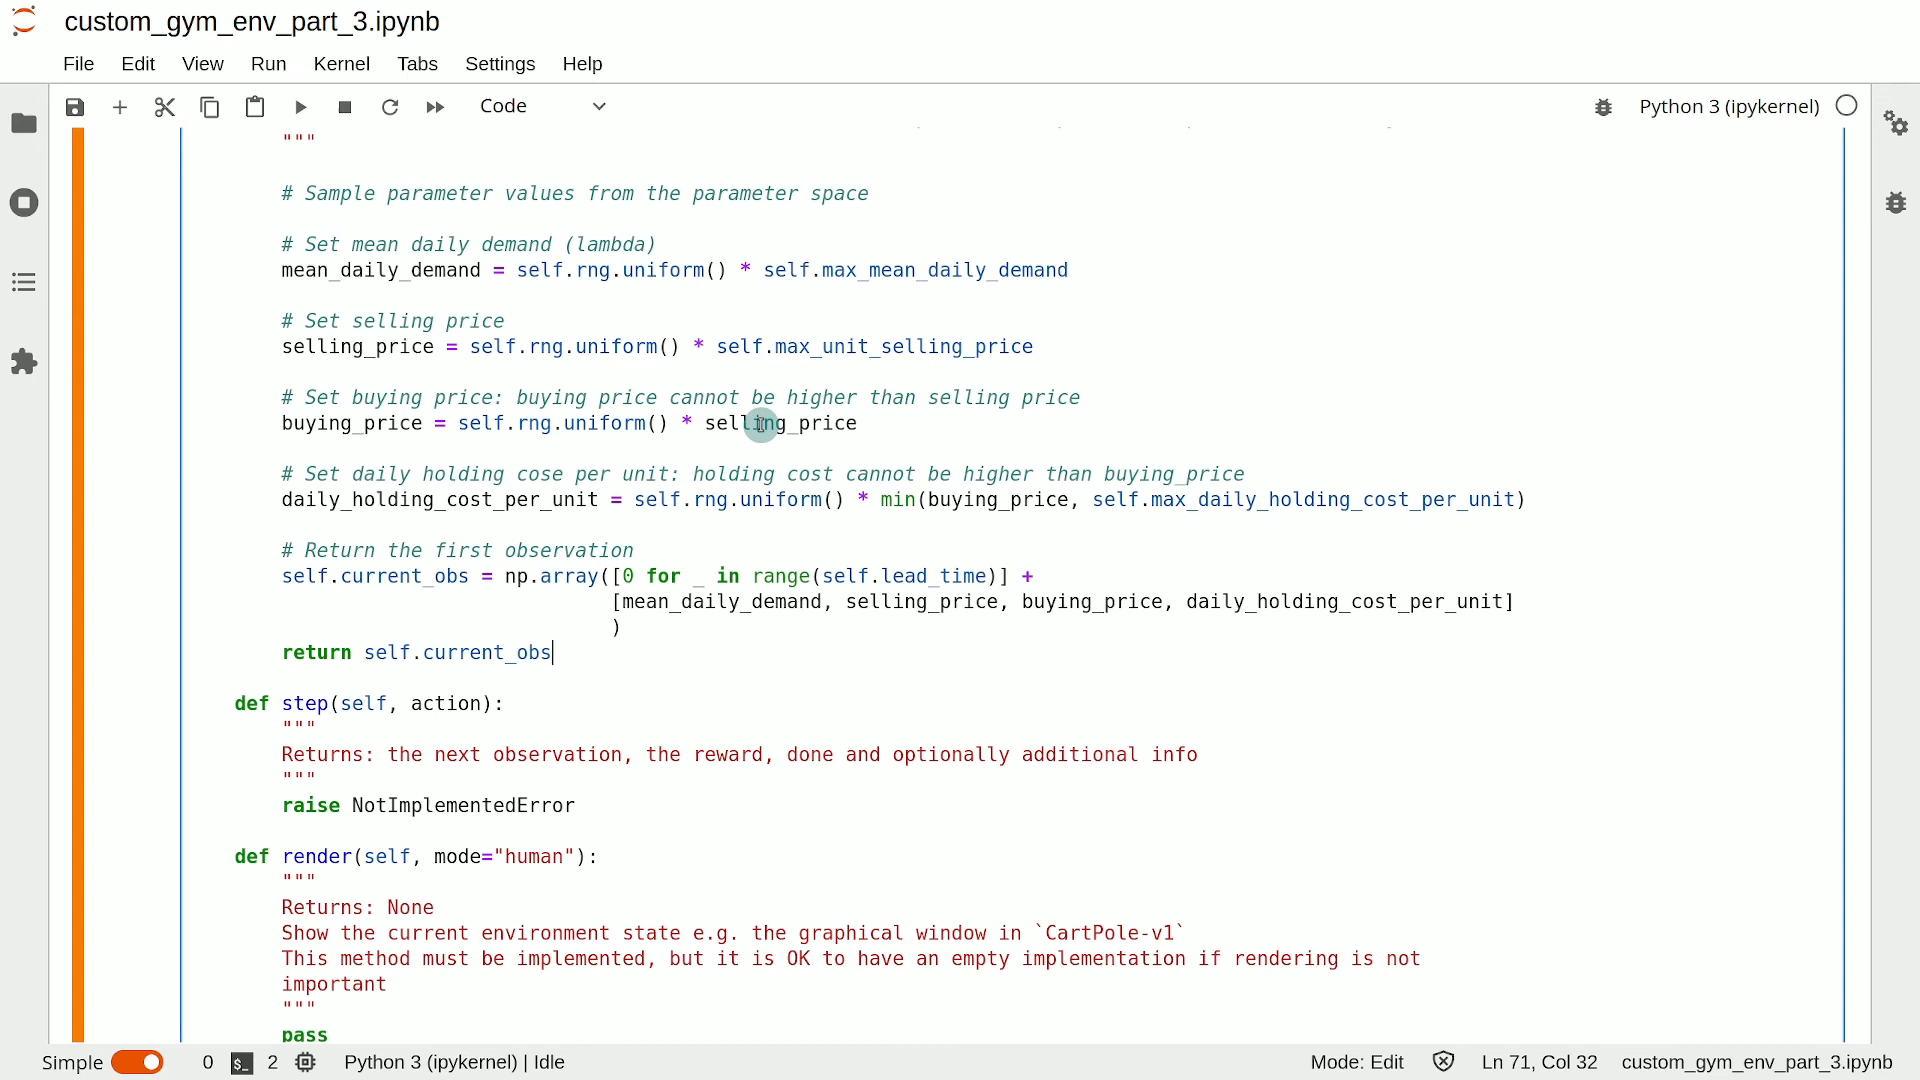 custom_gym_env_part_3.ipynb
File Edit View Run Kernel Tabs Settings Help
Code
Python 3 (ipykernel)
"""
# Sample parameter values from the parameter space
# Set mean daily demand (lambda)
mean_daily_demand = self.rng.uniform() * self.max_mean_daily_demand
# Set selling price
selling_price = self.rng.uniform() * self.max_unit_selling_price
# Set buying price: buying price cannot be higher than selling price
buying_price = self.rng.uniform() * selling_price
# Set daily holding cose per unit: holding cost cannot be higher than buying_price
daily_holding_cost_per_unit = self.rng.uniform() * min(buying_price, self.max_daily_holding_cost_per_unit)
# Return the first observation
self.current_obs = np.array([0 for _ in range(self.lead_time)] +
[mean_daily_demand, selling_price, buying_price, daily_holding_cost_per_unit]
)
return self.current_obs
def step(self, action):
"""
Returns: the next observation, the reward, done and optionally additional info
"""
raise NotImplementedError
def render(self, mode="human"):
"""
Returns: None
Show the current environment state e.g. the graphical window in `CartPole-v1`
This method must be implemented, but it is OK to have an empty implementation if rendering is not
important
"""
pass
Simple 0 $_ 2 Python 3 (ipykernel) | Idle Mode: Edit Ln 71, Col 32 custom_gym_env_part_3.ipynb